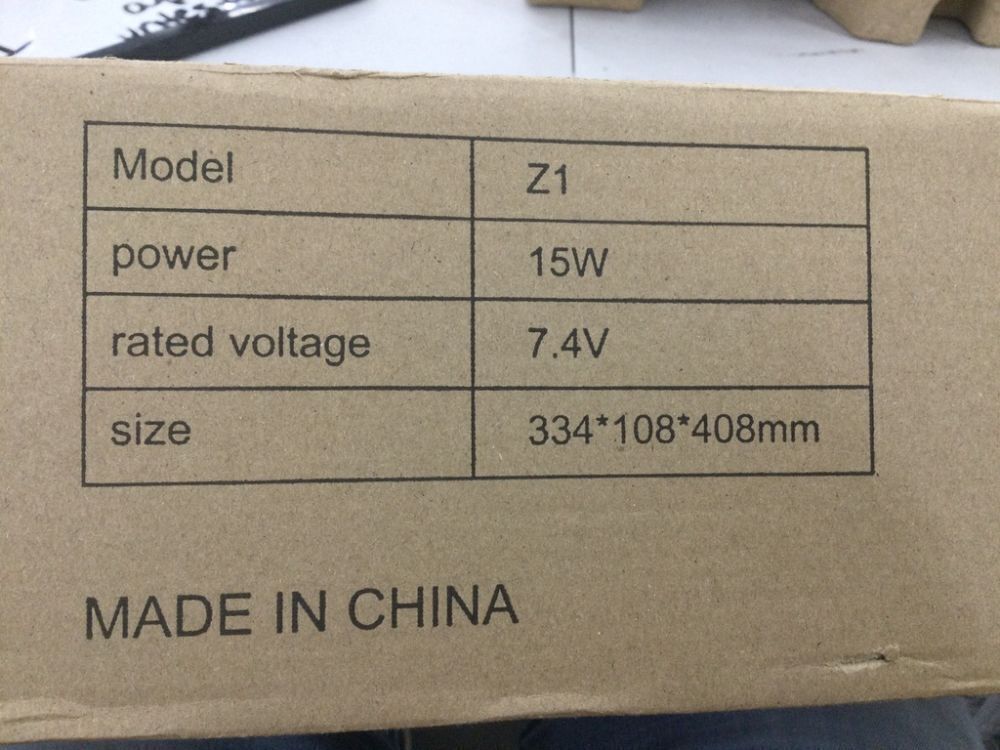 Model Z1
power 15W
rated voltage 7.4V
size 334*108*408mm
MADE IN CHINA